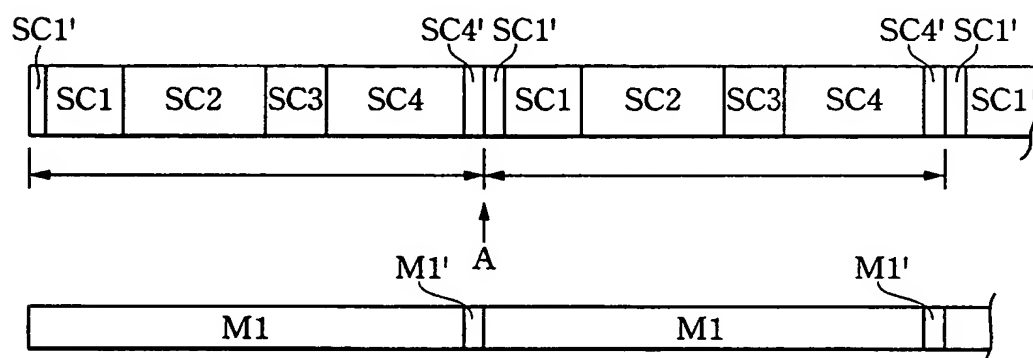 SC1' SC4' SC1' SC4' SC1'
SC1 SC2 SC3 SC4 SC1 SC2 SC3 SC4 SC1
A
M1' M1'
M1 M1